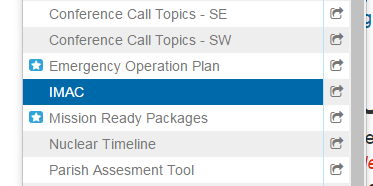 Conference Call Topics - SE
Conference Call Topics - SW
Emergency Operation Plan
IMAC
Mission Ready Packages
Nuclear Timeline
Parish Assesment Tool